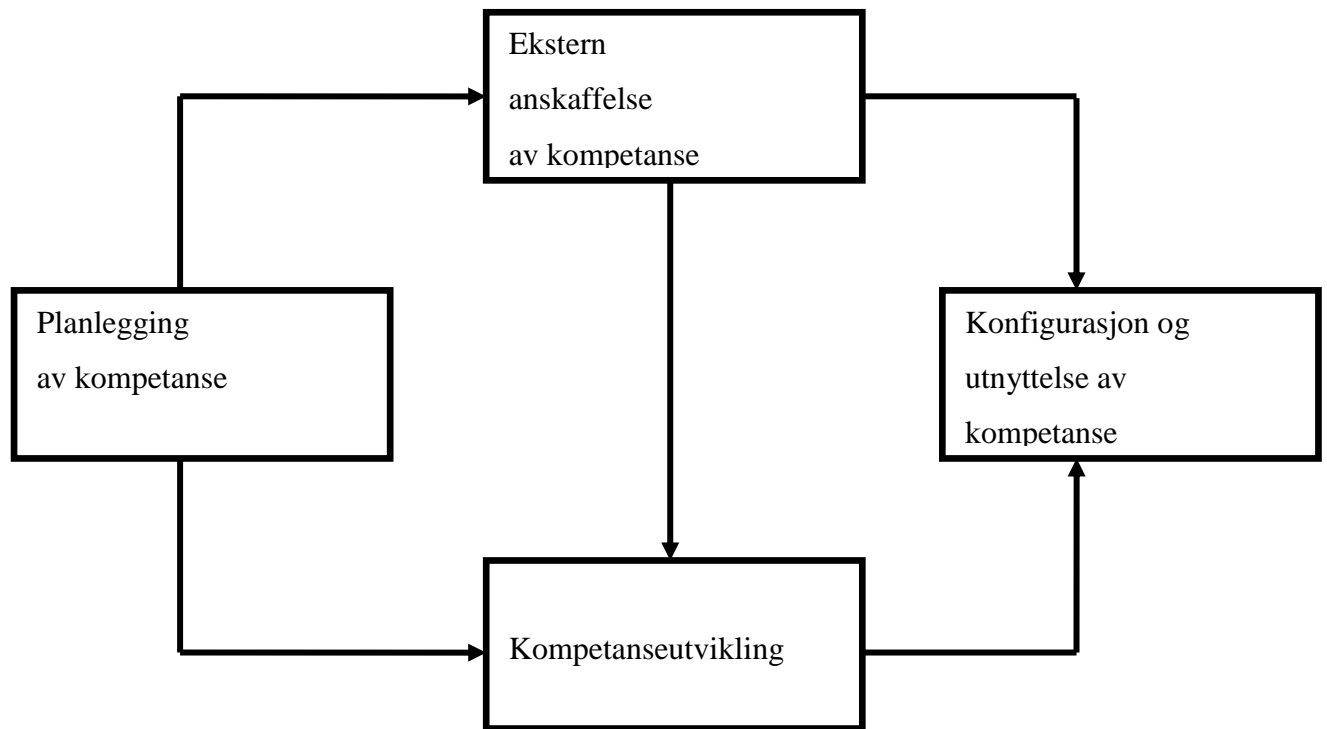 Ekstern
anskaffelse
av kompetanse
Planlegging
av kompetanse
Konfigurasjon og
utnyttelse av
kompetanse
Kompetanseutvikling